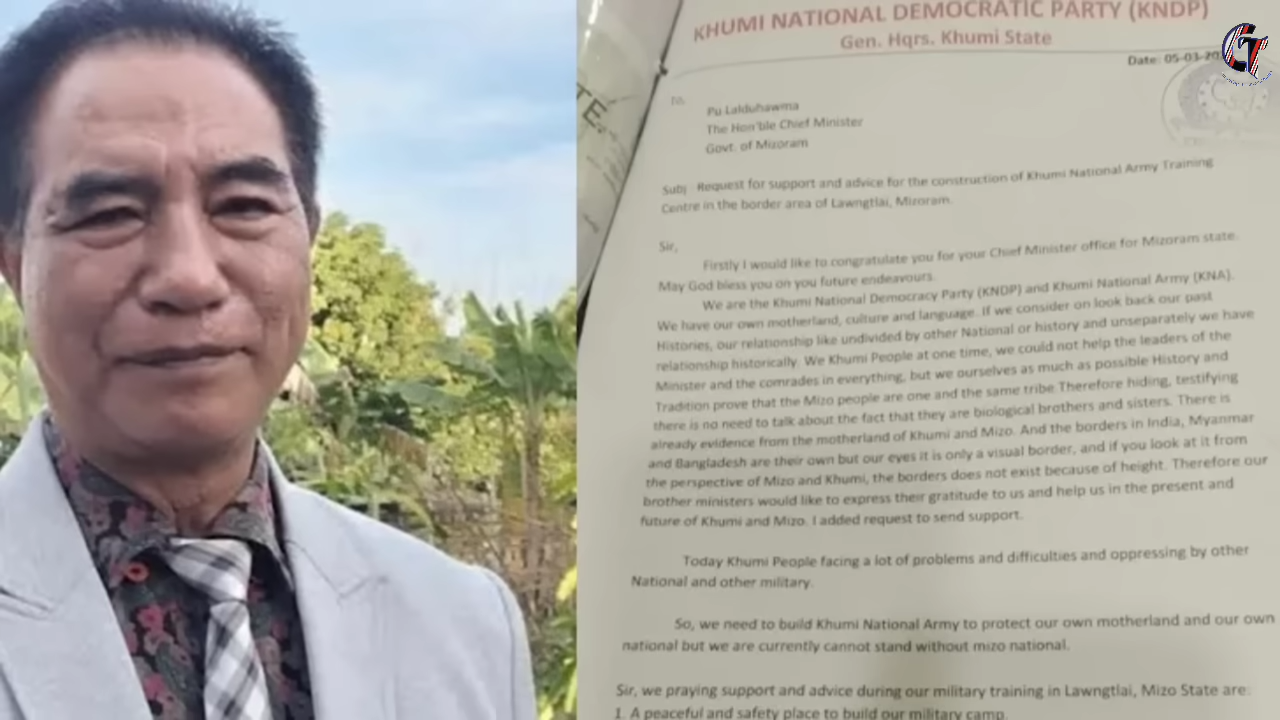 KHUMI NATIONAL DEMOCRATIC PARTY (KNDP)
Gen. Hqrs. Khumi State
Date: 05-03-20
To,
Pu Lalduhawma
The Hon'ble Chief Minister
Govt. of Mizoram
Subj : Request for support and advice for the construction of Khumi National Army Training
Centre in the border area of Lawngtlai, Mizoram.
Sir,
Firstly I would like to congratulate you for your Chief Minister office for Mizoram state.
May God bless you on you future endeavours.
We are the Khumi National Democracy Party (KNDP) and Khumi National Army (KNA).
We have our own motherland, culture and language. If we consider on look back our past
Histories, our relationship like undivided by other National or history and unseparately we have
relationship historically. We Khumi People at one time, we could not help the leaders of the
Minister and the comrades in everything, but we ourselves as much as possible History and
Tradition prove that the Mizo people are one and the same tribe.Therefore hiding, testifying
there is no need to talk about the fact that they are biological brothers and sisters. There is
already evidence from the motherland of Khumi and Mizo. And the borders in India, Myanmar
and Bangladesh are their own but our eyes it is only a visual border, and if you look at it from
the perspective of Mizo and Khumi, the borders does not exist because of height. Therefore our
brother ministers would like to express their gratitude to us and help us in the present and
future of Khumi and Mizo. I added request to send support.
Today Khumi People facing a lot of problems and difficulties and oppressing by other
National and other military.
So, we need to build Khumi National Army to protect our own motherland and our own
national but we are currently cannot stand without mizo national.
Sir, we praying support and advice during our military training in Lawngtlai, Mizo State are:
1. A peaceful and safety place to build our military camp
TE.